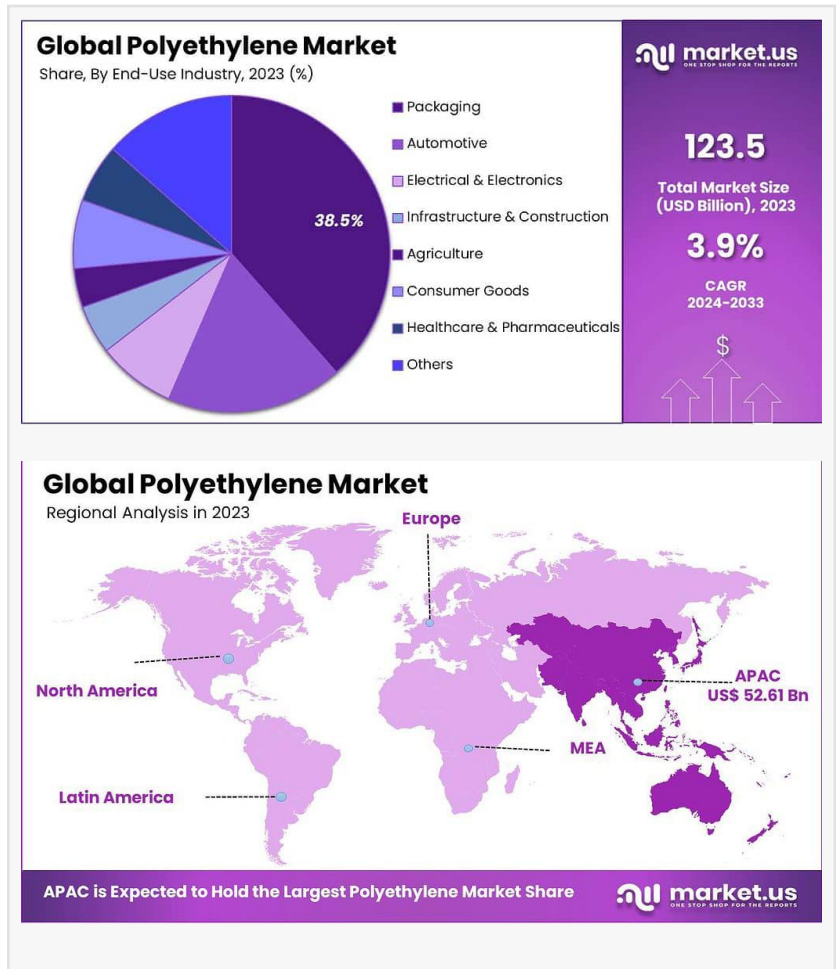 Global Polyethylene Market
Share, By End-Use Industry, 2023 (%)
38.5%
Packaging
Automotive
Electrical & Electronics
Infrastructure & Construction
Agriculture
Consumer Goods
Healthcare & Pharmaceuticals
Others
market.us
ONE STOP SHOP FOR THE REPORTS
123.5
Total Market Size
(USD Billion), 2023
3.9%
CAGR
2024-2033
$
Global Polyethylene Market
Regional Analysis in 2023
Europe
North America
APAC
US$ 52.61 Bn
MEA
Latin America
APAC is Expected to Hold the Largest Polyethylene Market Share
market.us
ONE STOP SHOP FOR THE REPORTS